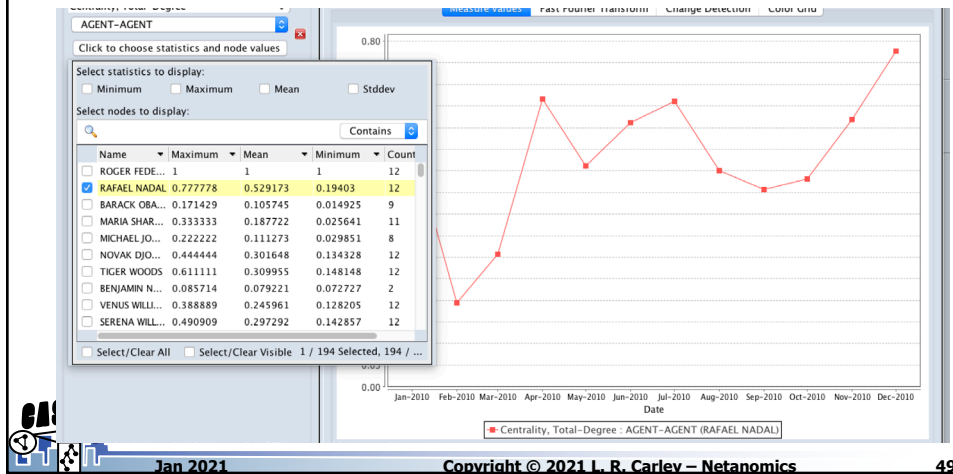 Centrality, Total-Degree
Measure Values Fast Fourier Transform Change Detection Color Grid
AGENT-AGENT
Click to choose statistics and node values
Select statistics to display:
Minimum Maximum Mean Stddev
Select nodes to display:
Contains
Name Maximum Mean Minimum Count
ROGER FEDE... 1 1 1 12
RAFAEL NADAL 0.777778 0.529173 0.19403 12
BARACK OBA... 0.171429 0.105745 0.014925 9
MARIA SHAR... 0.333333 0.187722 0.025641 11
MICHAEL JO... 0.222222 0.111273 0.029851 8
NOVAK DJO... 0.444444 0.301648 0.134328 12
TIGER WOODS 0.611111 0.309955 0.148148 12
BENJAMIN N... 0.085714 0.079221 0.072727 2
VENUS WILLI... 0.388889 0.245961 0.128205 12
SERENA WILL... 0.490909 0.297292 0.142857 12
Select/Clear All Select/Clear Visible 1 / 194 Selected, 194 / ...
0.80
0.05
0.00
Jan-2010 Feb-2010 Mar-2010 Apr-2010 May-2010 Jun-2010 Jul-2010 Aug-2010 Sep-2010 Oct-2010 Nov-2010 Dec-2010
Date
Centrality, Total-Degree : AGENT-AGENT (RAFAEL NADAL)
Jan 2021
Copyright © 2021 L. R. Carley – Netanomics
49